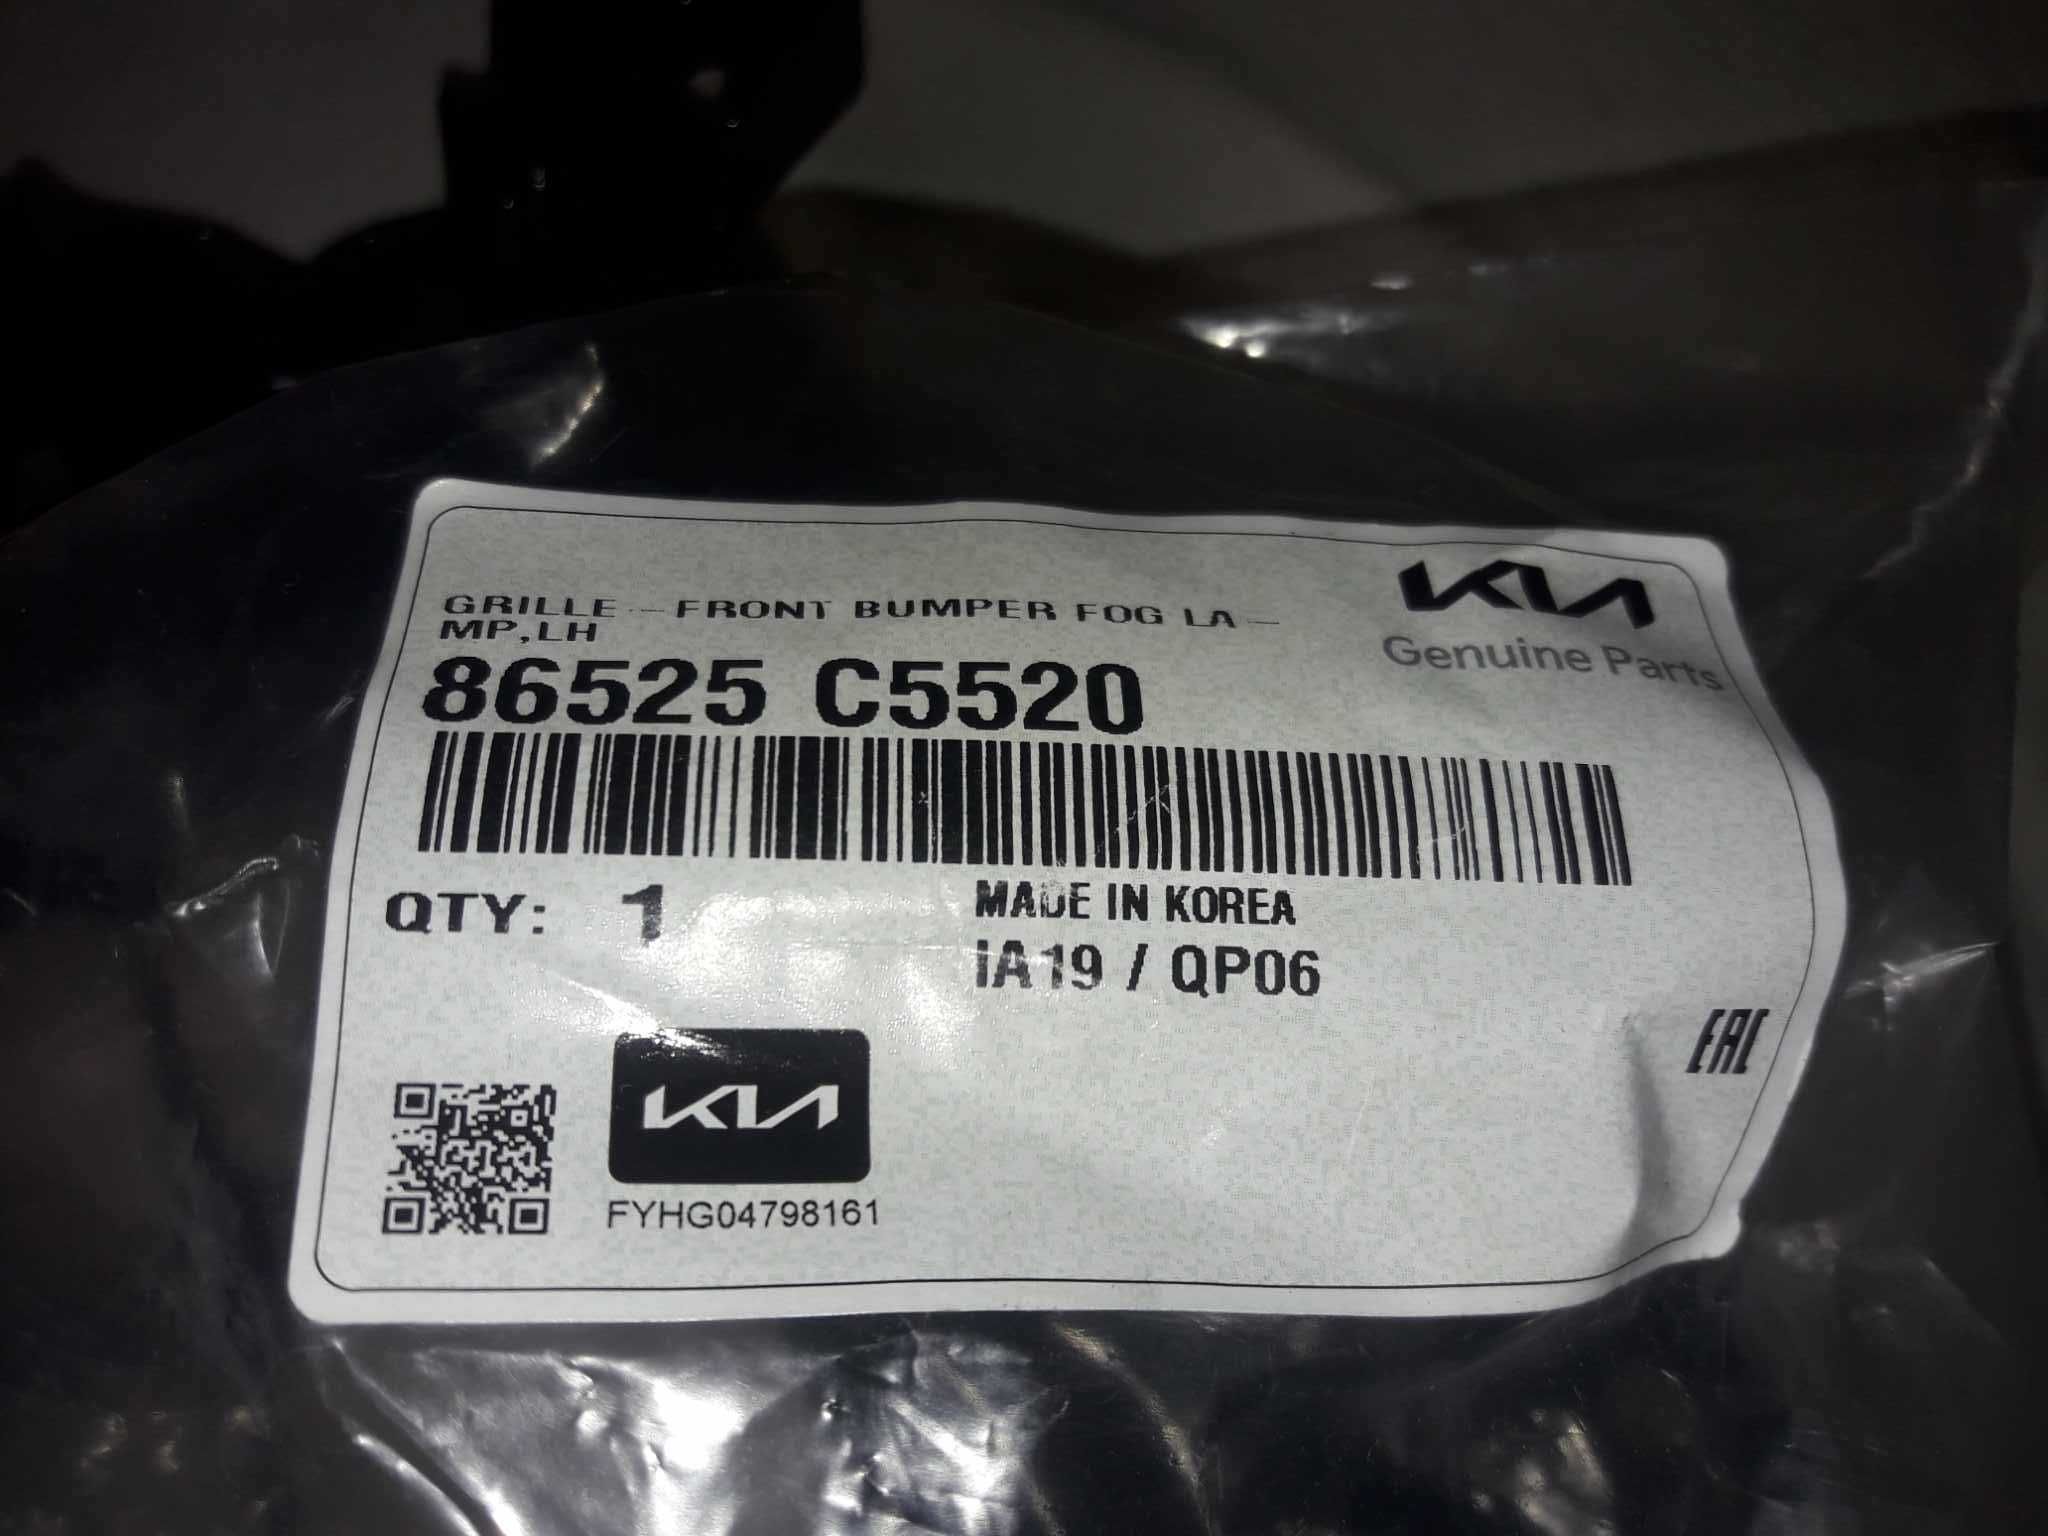 KIA
Genuine Parts
GRILLE-FRONT BUMPER FOG LA-
MP,LH
86525 C5520
QTY: 1
MADE IN KOREA
IA19 / QP06
EAC
KIA
FYHG04798161